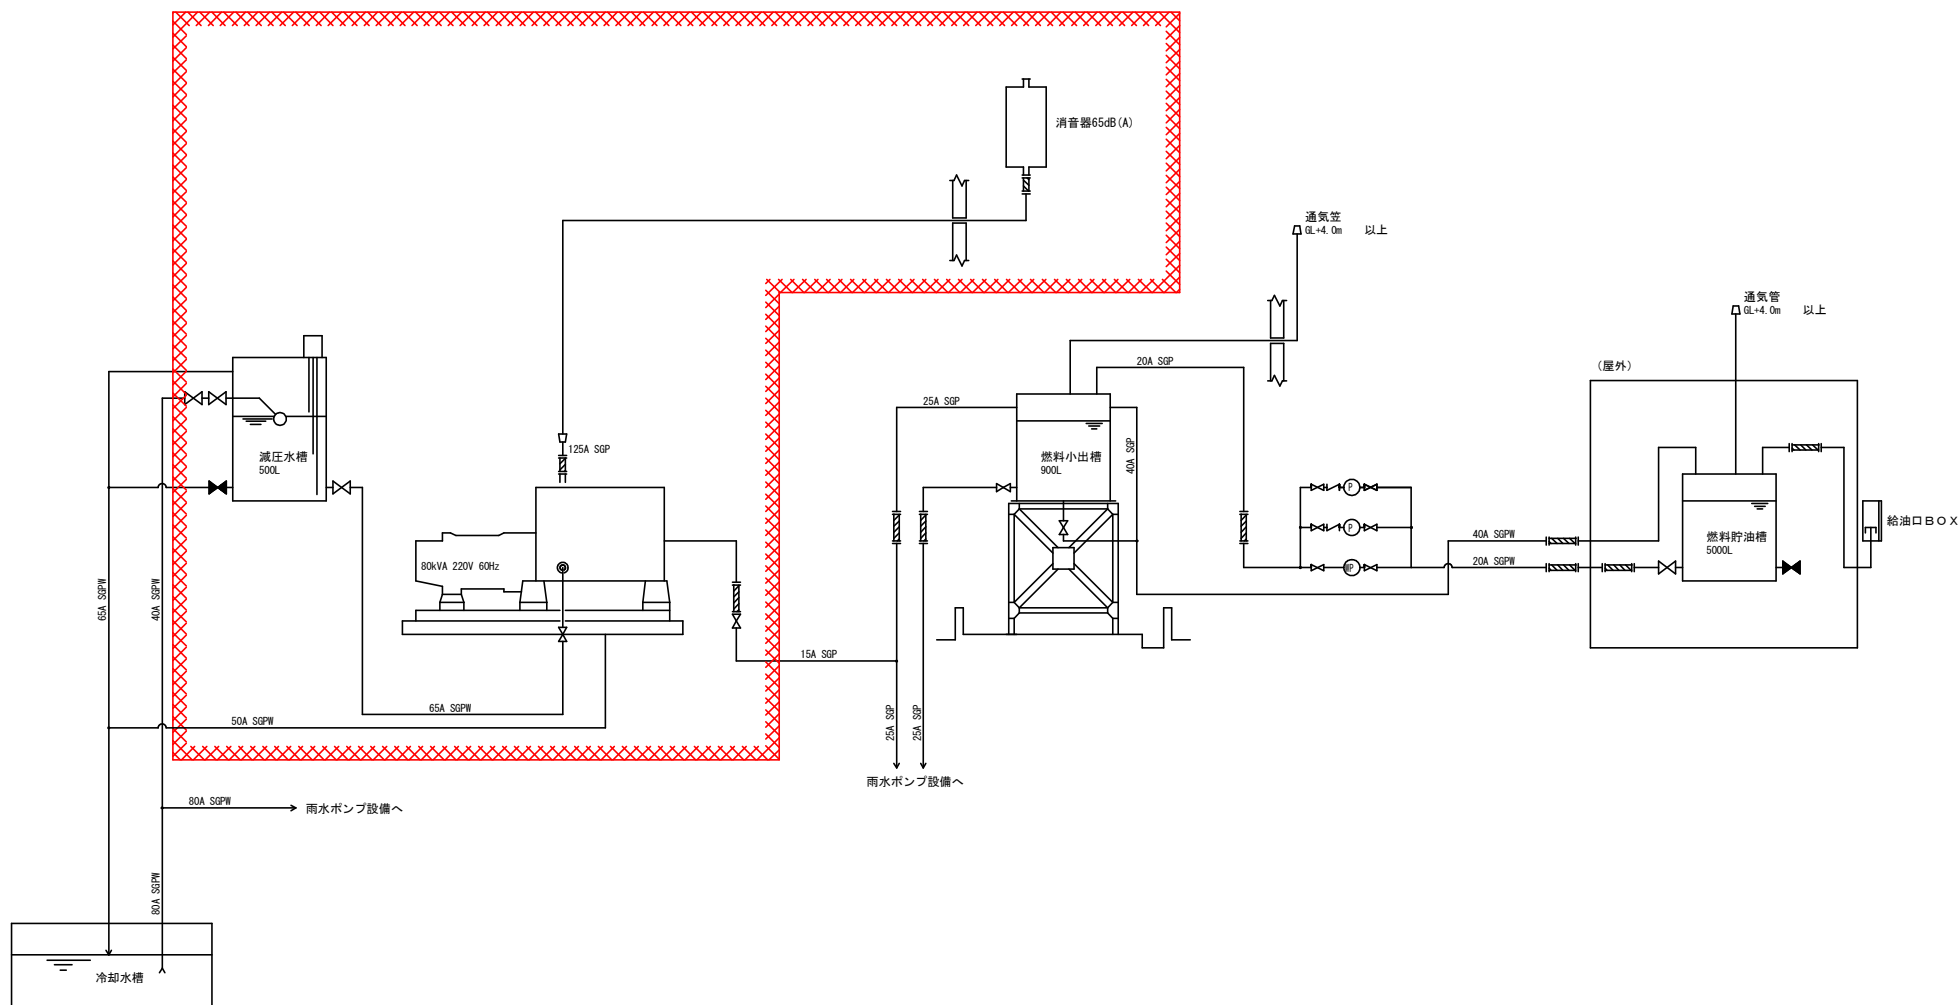 消音器65dB(A)
通気笠
GL+4.0m 以上
通気管
GL+4.0m 以上
20A SGP
(屋外)
25A SGP
125A SGP
減圧水槽
500L
燃料小出槽
900L
40A SGP
P
P
WP
給油口BOX
40A SGPW
燃料貯油槽
5000L
20A SGPW
80kVA 220V 60Hz
65A SGPW
40A SGPW
15A SGP
65A SGPW
50A SGPW
25A SGP
25A SGP
雨水ポンプ設備へ
80A SGPW
雨水ポンプ設備へ
80A SGPW
冷却水槽